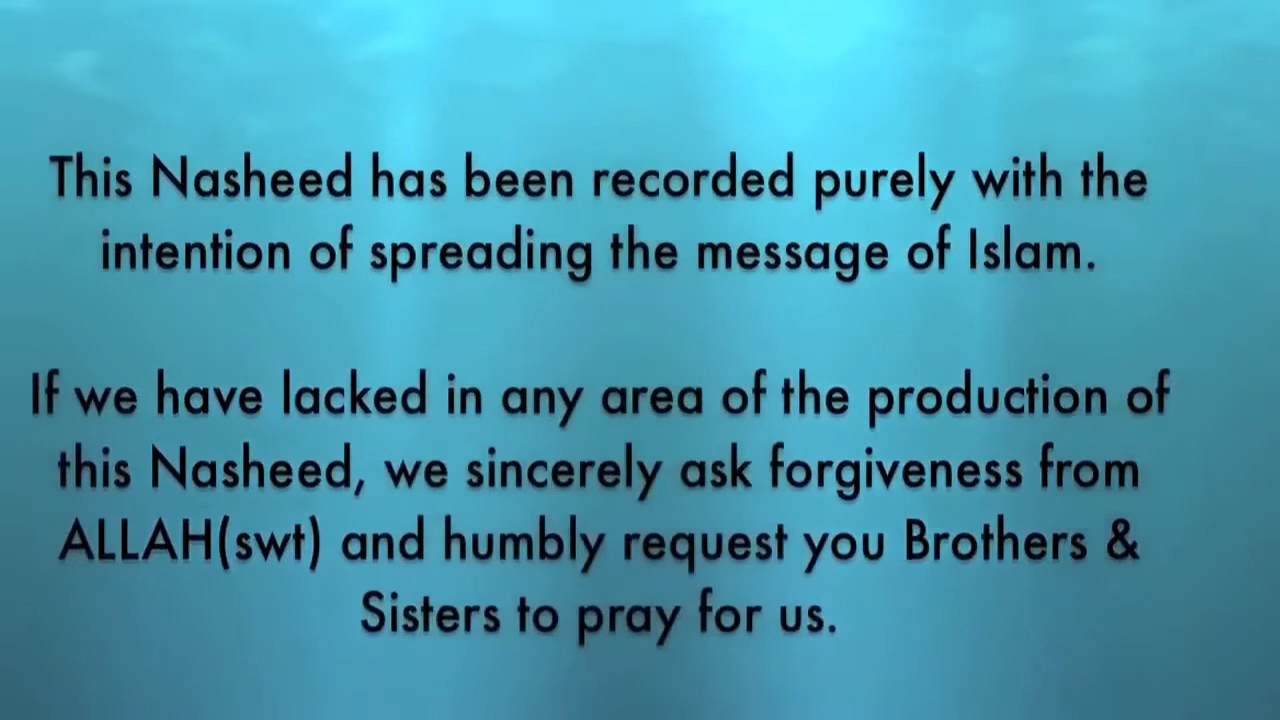 This Nasheed has been recorded purely with the
intention of spreading the message of Islam.
If we have lacked in any area of the production of
this Nasheed, we sincerely ask forgiveness from
ALLAH(swt) and humbly request you Brothers &
Sisters to pray for us.